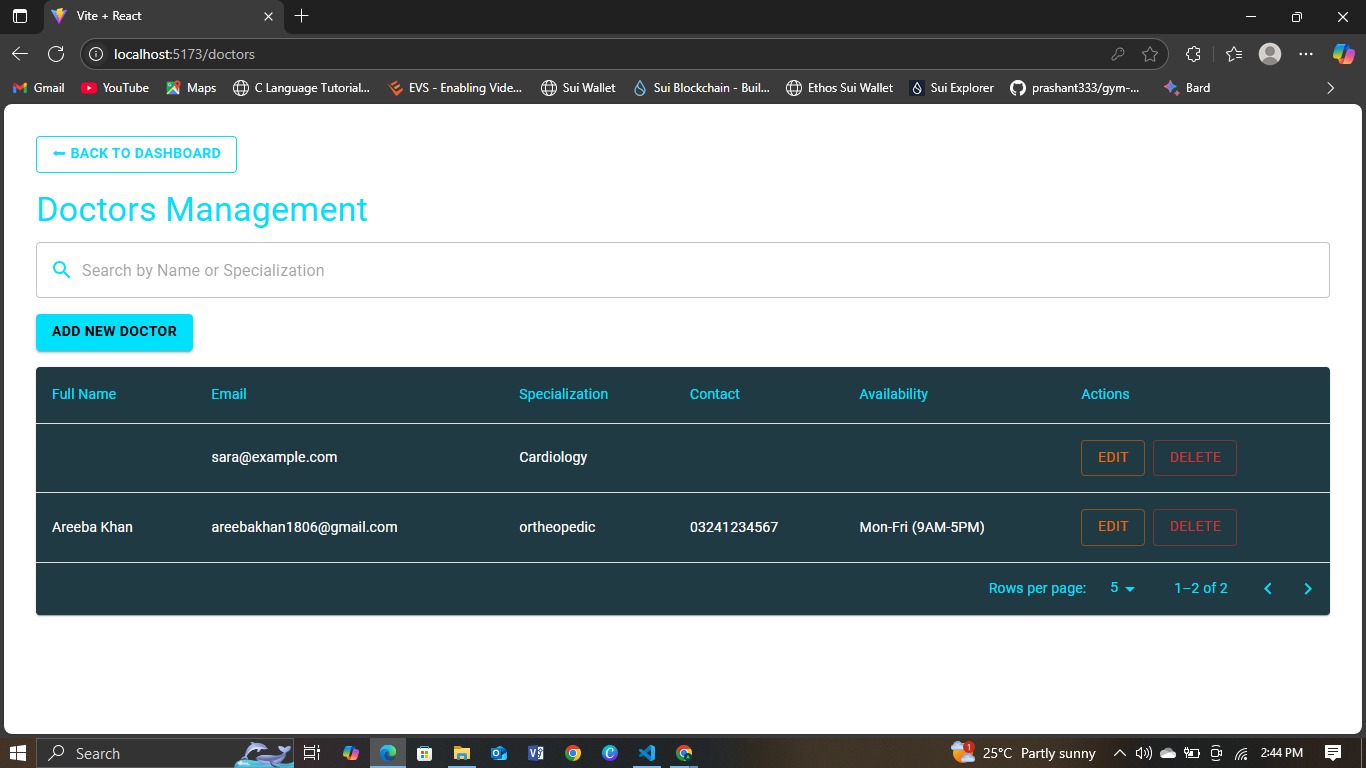 Vite + React
localhost:5173/doctors
Gmail YouTube Maps C Language Tutorial... EVS - Enabling Vide... Sui Wallet Sui Blockchain - Buil... Ethos Sui Wallet Sui Explorer prashant333/gym-... Bard
BACK TO DASHBOARD
Doctors Management
Search by Name or Specialization
ADD NEW DOCTOR
Full Name Email Specialization Contact Availability Actions
sara@example.com Cardiology EDIT DELETE
Areeba Khan areebakhan1806@gmail.com ortheopedic 03241234567 Mon-Fri (9AM-5PM) EDIT DELETE
Rows per page: 5 1–2 of 2
Search 1 25°C Partly sunny 2:44 PM